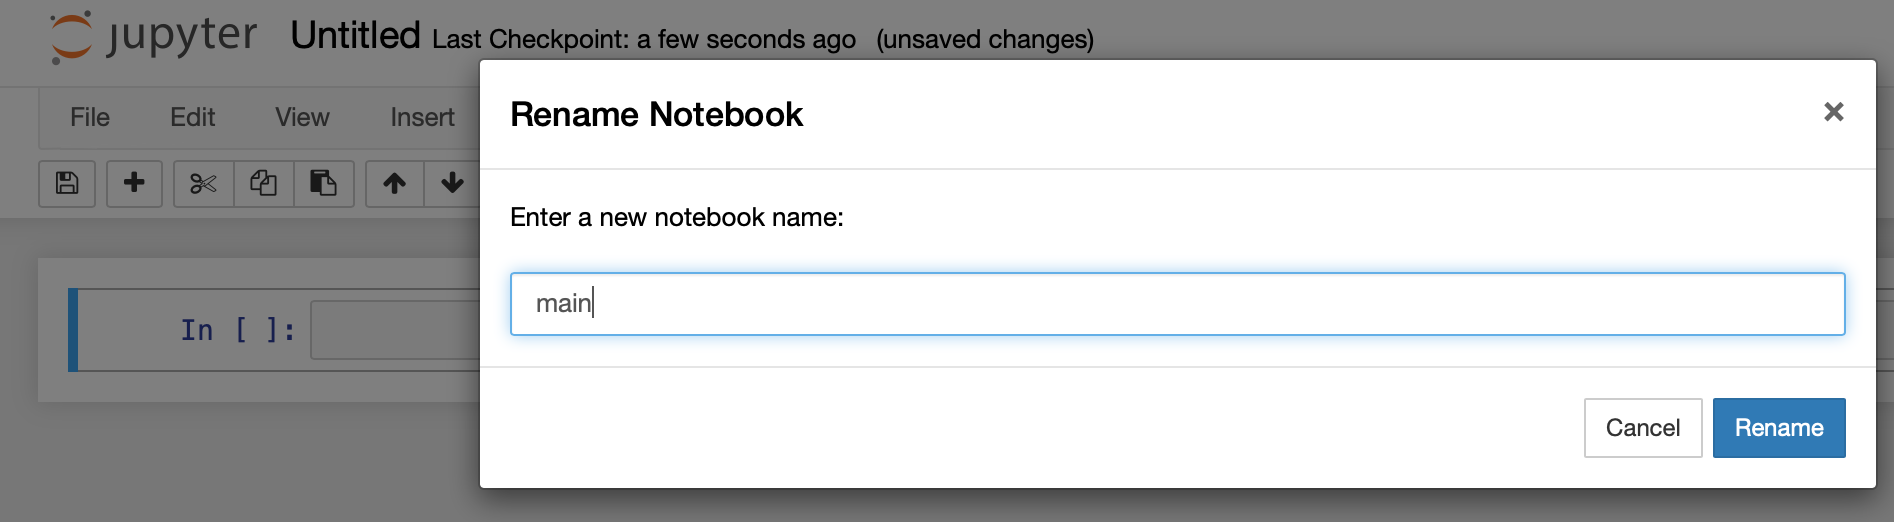 jupyter Untitled Last Checkpoint: a few seconds ago (unsaved changes)
File Edit View Insert
Rename Notebook
Enter a new notebook name:
main
In [ ]:
Cancel Rename